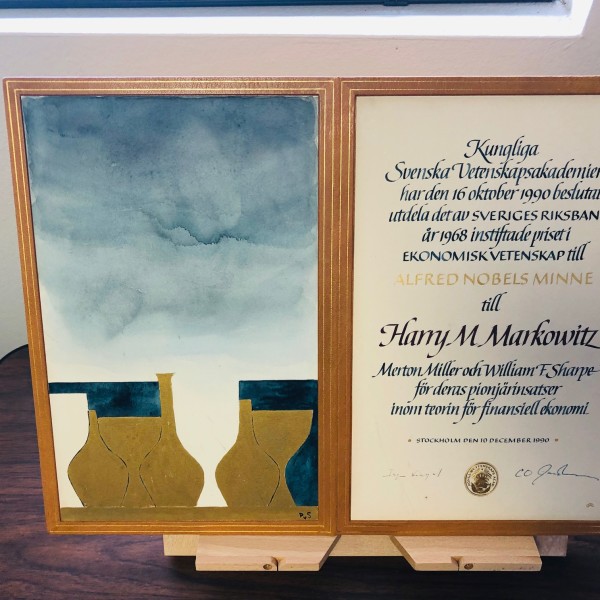 Kungliga
Svenska Vetenskapsakademien
har den 16 oktober 1990 beslutat
utdela det av SVERIGES RIKSBAN
år 1968 instiftade priset i
EKONOMISK VETENSKAP till
ALFRED NOBELS MINNE
till
Harry M. Markowitz
Merton Miller och William F. Sharpe
för deras pionjärinsatser
inom teorin för finansiell ekonomi.
• STOCKHOLM DEN 10 DECEMBER 1990 •